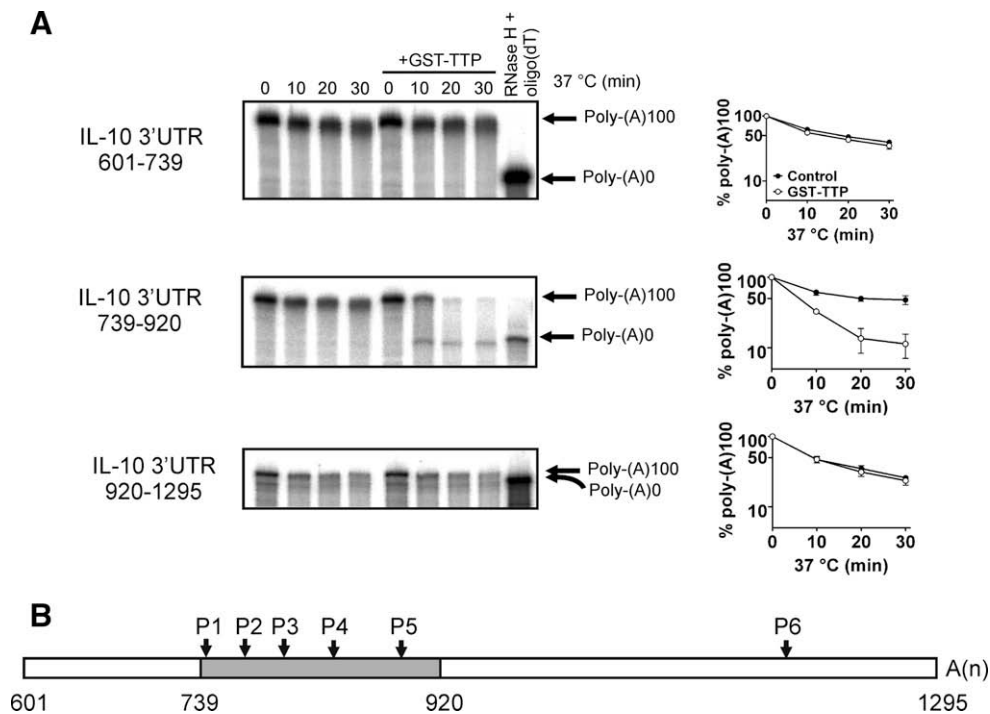 A
+GST-TTP
RNase H +
oligo(dT)
0 10 20 30 0 10 20 30 37 °C (min)
IL-10 3'UTR
601-739
Poly-(A)100
Poly-(A)0
% poly-(A)100
100
50
10
Control
GST-TTP
0 10 20 30
37 °C (min)
IL-10 3'UTR
739-920
Poly-(A)100
Poly-(A)0
% poly-(A)100
100
50
10
0 10 20 30
37 °C (min)
IL-10 3'UTR
920-1295
Poly-(A)100
Poly-(A)0
% poly-(A)100
100
50
10
0 10 20 30
37 °C (min)
B
P1 P2 P3 P4 P5 P6
A(n)
601 739 920 1295